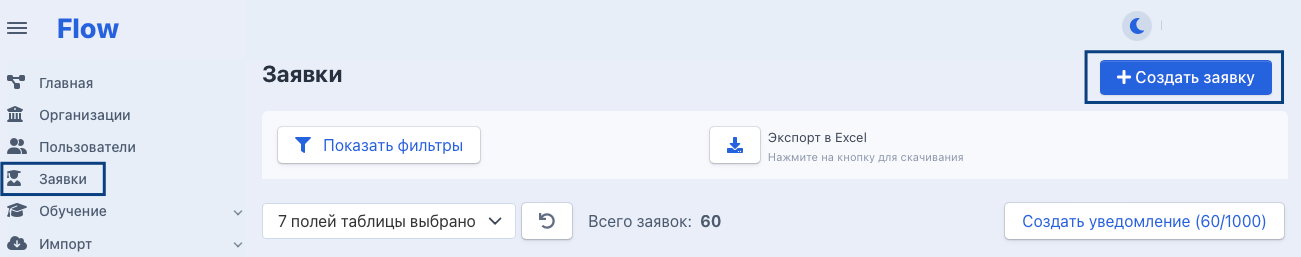 Flow
Главная
Организации
Пользователи
Заявки
Обучение
Импорт
Заявки
Создать заявку
Показать фильтры
Экспорт в Excel
Нажмите на кнопку для скачивания
7 полей таблицы выбрано
Всего заявок: 60
Создать уведомление (60/1000)